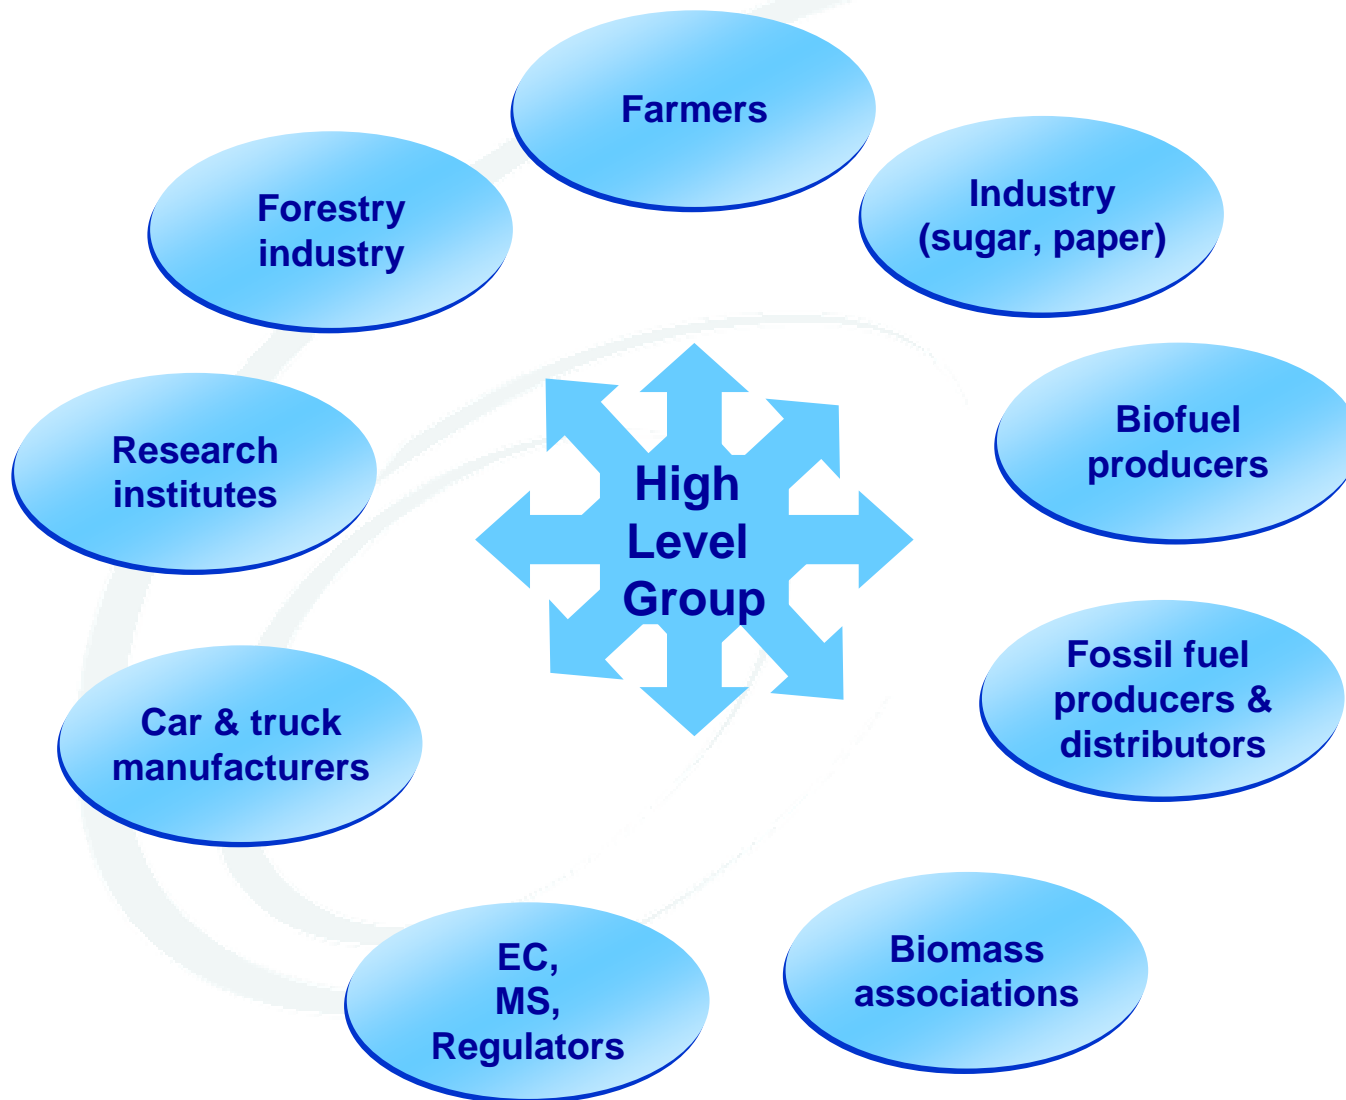 Farmers
Forestry
industry
Industry
(sugar, paper)
Research
institutes
High
Level
Group
Biofuel
producers
Car & truck
manufacturers
Fossil fuel
producers &
distributors
EC,
MS,
Regulators
Biomass
associations